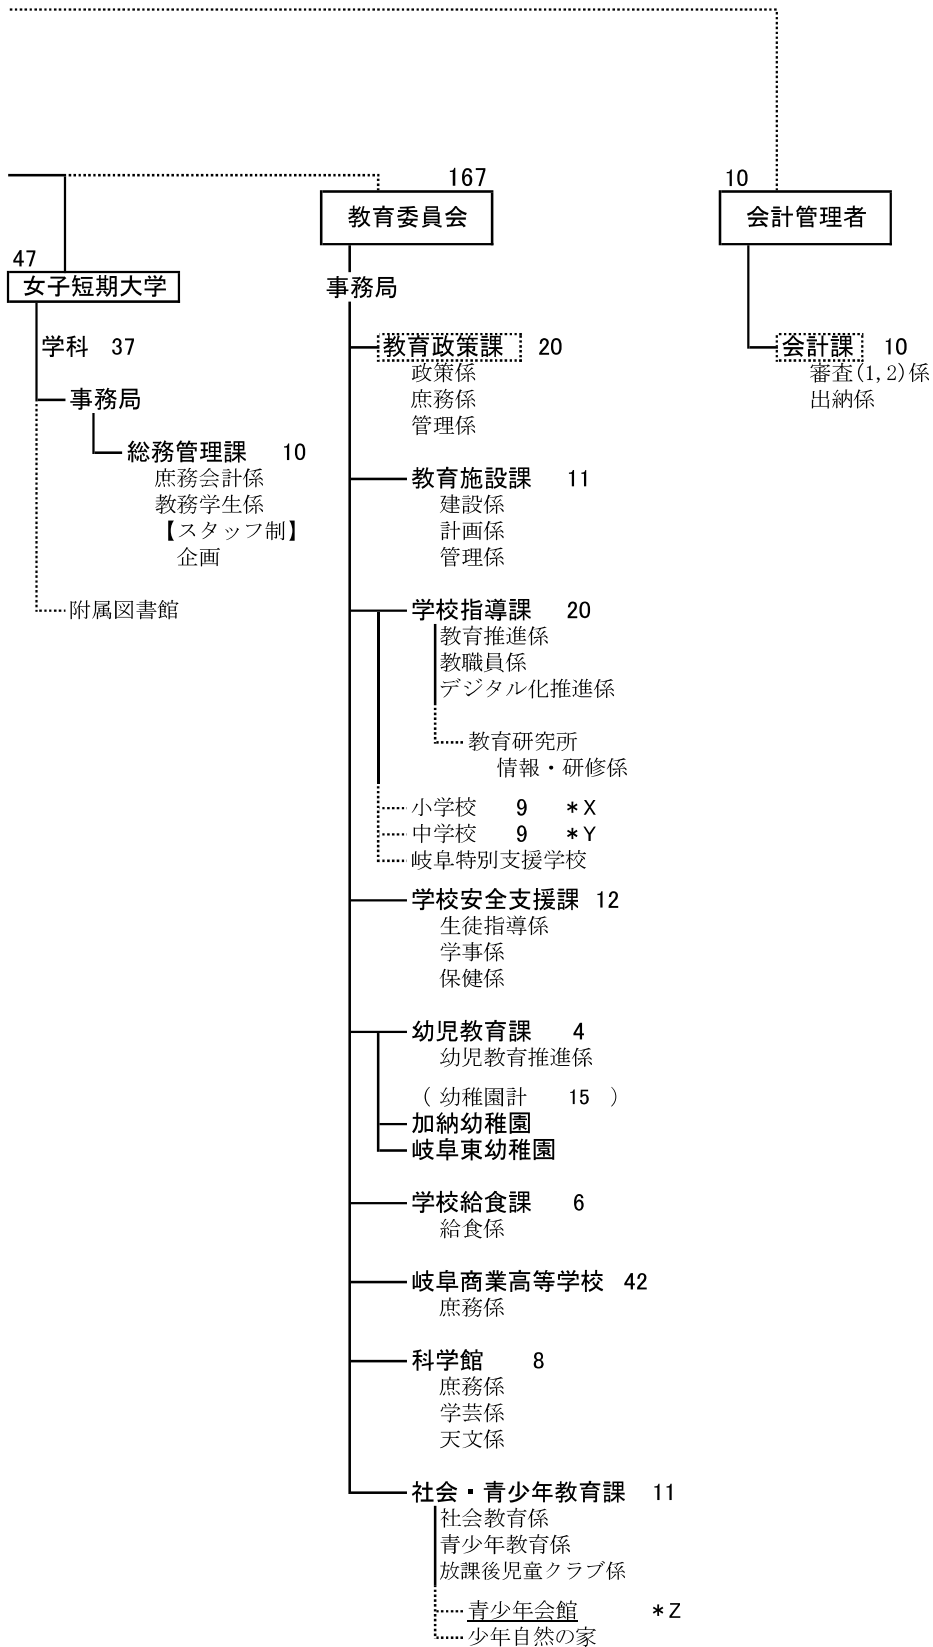 47
女子短期大学
学科 37
事務局
総務管理課 10
庶務会計係
教務学生係
【スタッフ制】
企画
附属図書館
167
教育委員会
事務局
教育政策課 20
政策係
庶務係
管理係
教育施設課 11
建設係
計画係
管理係
学校指導課 20
教育推進係
教職員係
デジタル化推進係
教育研究所
情報・研修係
小学校 9 *X
中学校 9 *Y
岐阜特別支援学校
学校安全支援課 12
生徒指導係
学事係
保健係
幼児教育課 4
幼児教育推進係
( 幼稚園計 15 )
加納幼稚園
岐阜東幼稚園
学校給食課 6
給食係
岐阜商業高等学校 42
庶務係
科学館 8
庶務係
学芸係
天文係
社会・青少年教育課 11
社会教育係
青少年教育係
放課後児童クラブ係
青少年会館 *Z
少年自然の家
10
会計管理者
会計課 10
審査(1,2)係
出納係